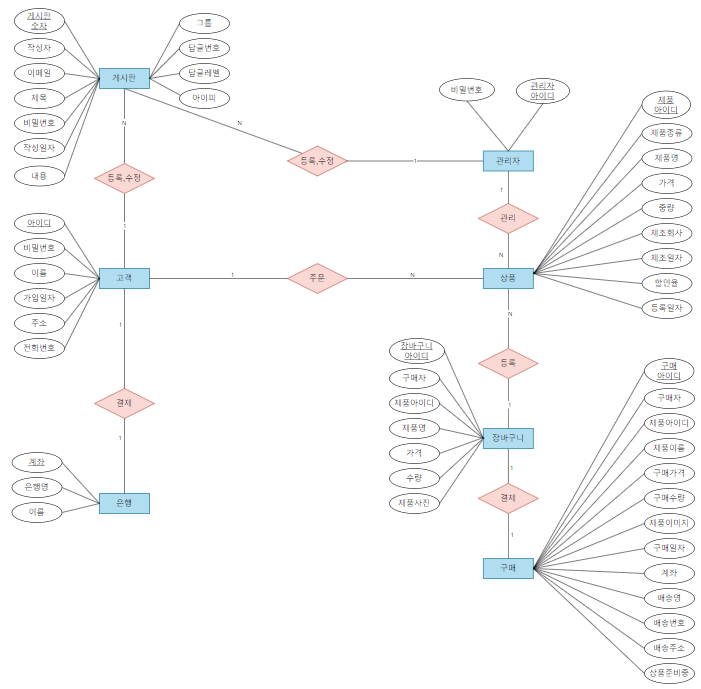 게시판
숫자
작성자
이메일
제목
비밀번호
작성일자
내용
게시판
그룹
답글번호
답글레벨
아이피
N
N
등록,수정
1
등록,수정
1
비밀번호
관리자
아이디
관리자
1
관리
N
제품
아이디
제품종류
제품명
가격
중량
제조회사
제조일자
할인율
등록일자
아이디
비밀번호
이름
가입일자
주소
전화번호
고객
1
주문
N
상품
1
결제
1
N
등록
1
장바구니
아이디
구매자
제품아이디
제품명
가격
수량
제품사진
장바구니
1
결제
1
구매
계좌
은행명
이름
은행
구매
아이디
구매자
제품아이디
제품이름
구매가격
구매수량
제품이미지
구매일자
계좌
배송명
배송번호
배송주소
상품준비중